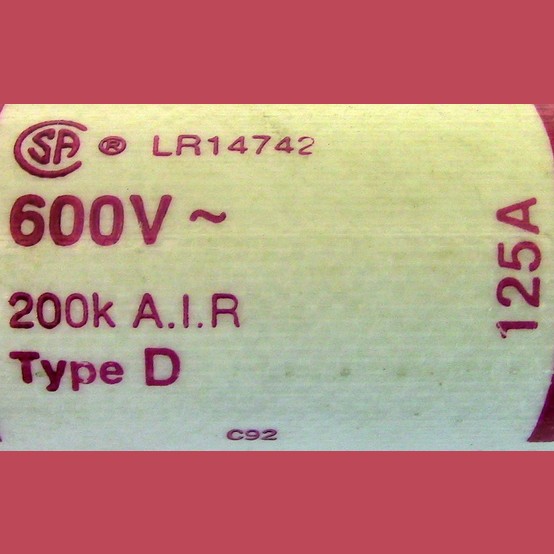 CSA ® LR14742
600V ~
200k A.I.R
Type D
125A
C92